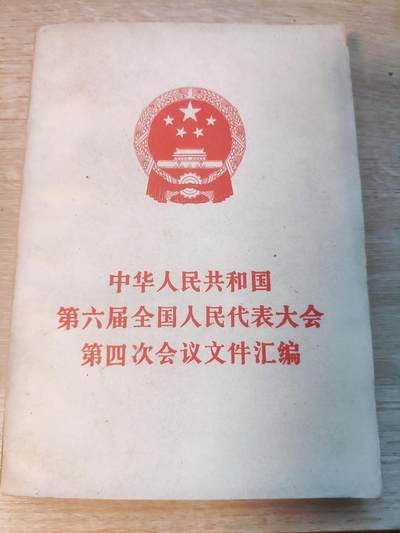 中华人民共和国
第六届全国人民代表大会
第四次会议文件汇编